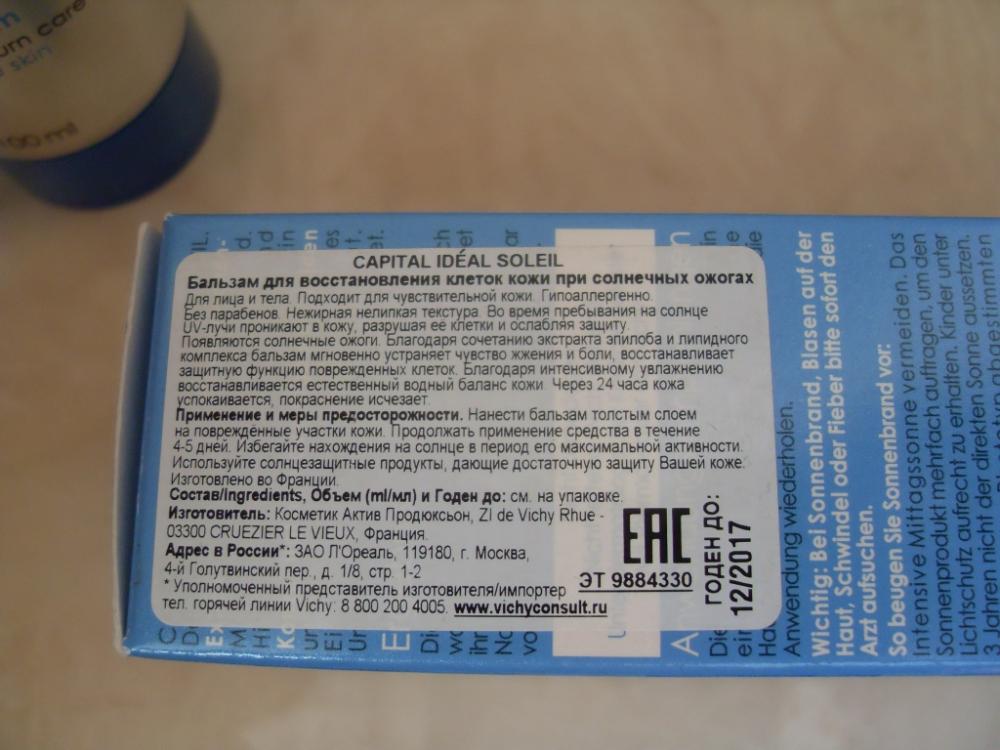 um care
skin
100 ml
CAPITAL IDÉAL SOLEIL
Бальзам для восстановления клеток кожи при солнечных ожогах
Для лица и тела. Подходит для чувствительной кожи. Гипоаллергенно.
Без парабенов. Нежирная нелипкая текстура. Во время пребывания на солнце
UV-лучи проникают в кожу, разрушая ее клетки и ослабляя защиту.
Появляются солнечные ожоги. Благодаря сочетанию экстракта эпилоба и липидного
комплекса бальзам мгновенно устраняет чувство жжения и боли, восстанавливает
защитную функцию поврежденных клеток. Благодаря интенсивному увлажнению
восстанавливается естественный водный баланс кожи. Через 24 часа кожа
успокаивается, покраснение исчезает.
Применение и меры предосторожности. Нанести бальзам толстым слоем
на повреждённые участки кожи. Продолжать применение средства в течение
4-5 дней. Избегайте нахождения на солнце в период его максимальной активности.
Используйте солнцезащитные продукты, дающие достаточную защиту Вашей коже.
Изготовлено во Франции.
Состав/Ingredients, Объем (ml/мл) и Годен до: см. на упаковке.
Изготовитель: Косметик Актив Продюксьон, ZI de Vichy Rhue -
03300 CRUEZIER LE VIEUX, Франция.
Адрес в России*: ЗАО Л'Ореаль, 119180, г. Москва,
4-й Голутвинский пер., д. 1/8, стр. 1-2
* Уполномоченный представитель изготовителя/импортер
тел. горячей линии Vichy: 8 800 200 4005. www.vichyconsult.ru
EAC
ЭТ 9884330
ГОДЕН ДО:
12/2017
Anwendung wiederholen.
Wichtig: Bei Sonnenbrand, Blasen auf der
Haut, Schwindel oder Fieber bitte sofort den
Arzt aufsuchen.
So beugen Sie Sonnenbrand vor:
Intensive Mittagssonne vermeiden. Das
Sonnenprodukt mehrfach auftragen, um den
Lichtschutz aufrecht zu erhalten. Kinder unter
3 Jahren nicht der direkten Sonne aussetzen.
abgestimmten